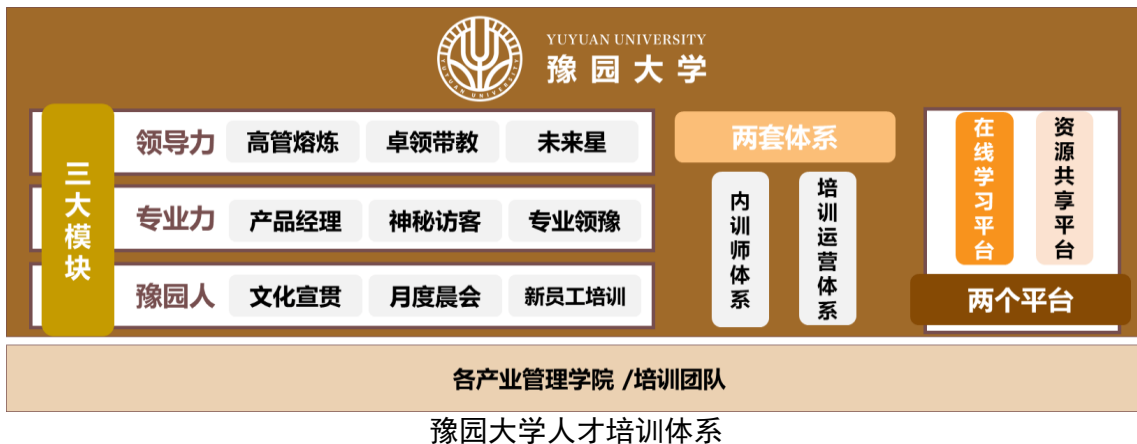 YUYUAN UNIVERSITY
豫园大学
YUYUAN UNIVERSITY
三大模块
领导力 高管熔炼 卓领带教 未来星
专业力 产品经理 神秘访客 专业领豫
豫园人 文化宣贯 月度晨会 新员工培训
两套体系
内训师体系
培训运营体系
在线学习平台
资源共享平台
两个平台
各产业管理学院 /培训团队
豫园大学人才培训体系